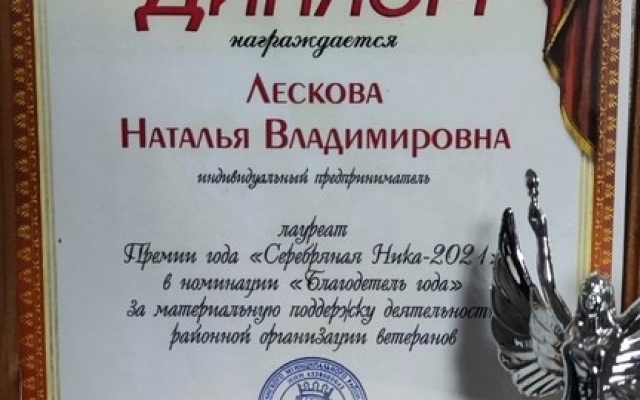 Диплом
награждается
Лескова
Наталья Владимировна
индивидуальный предприниматель
лауреат
Премии года «Серебряная Ника-2021»
в номинации «Благодетель года»
за материальную поддержку деятельност
районной организации ветеранов